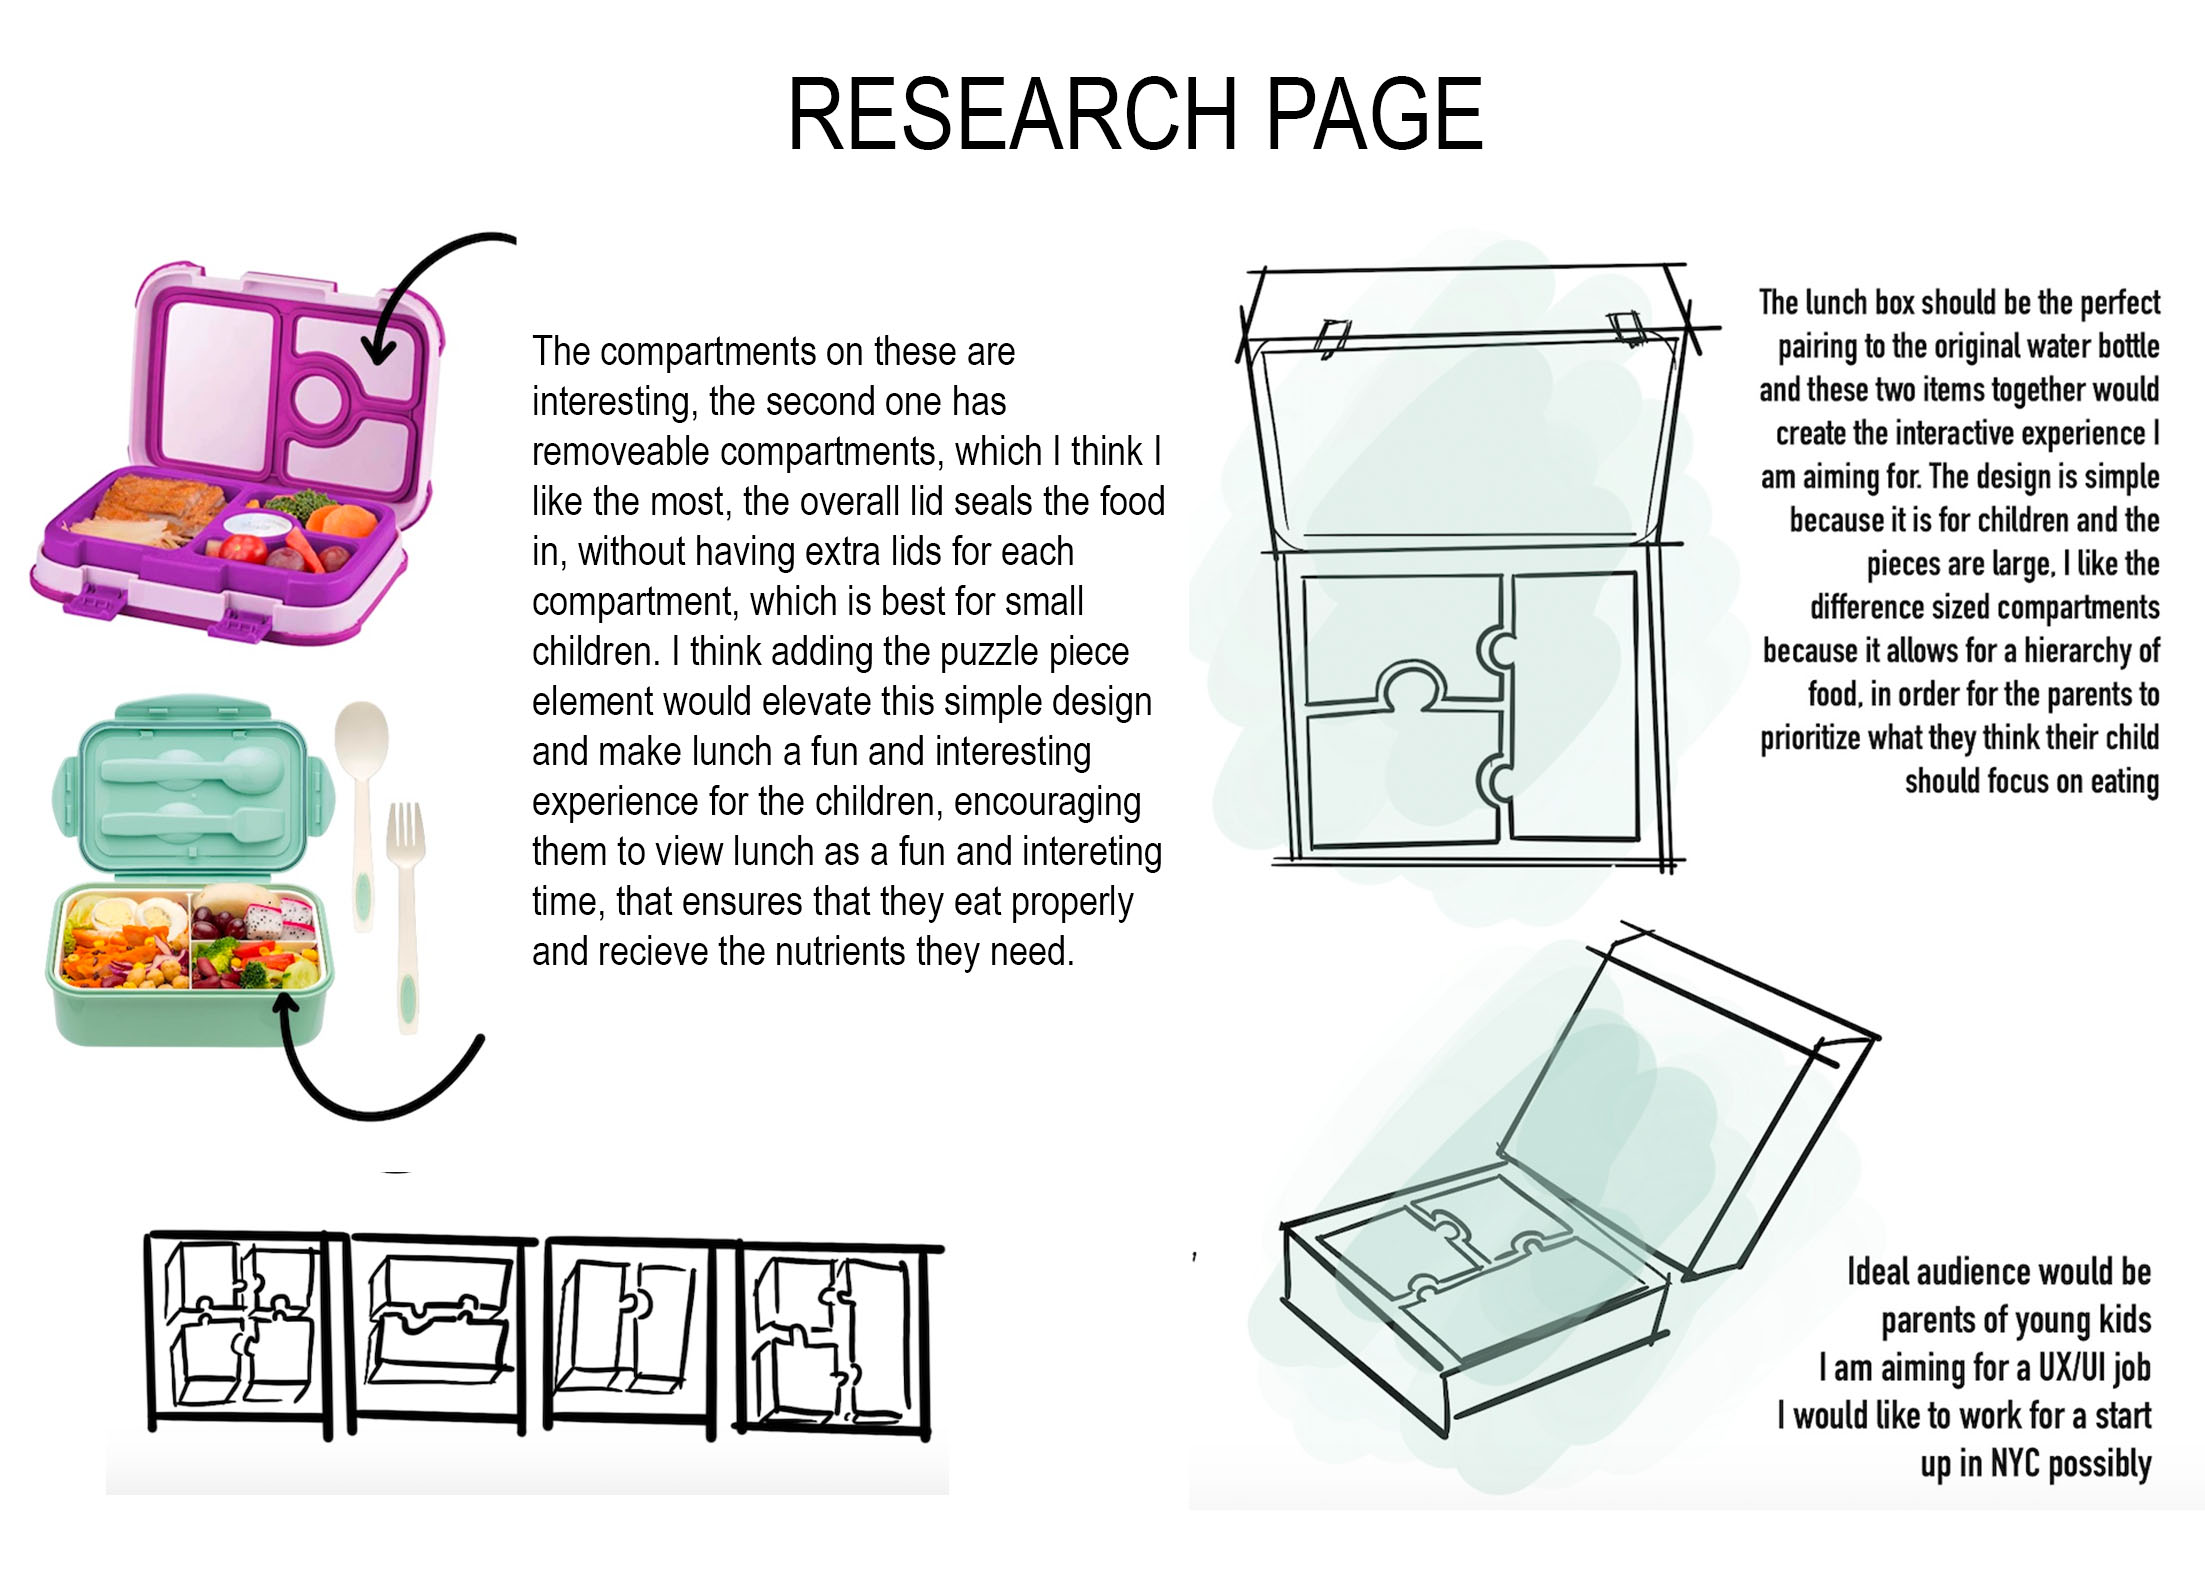 RESEARCH PAGE
The compartments on these are
interesting, the second one has
removeable compartments, which I think I
like the most, the overall lid seals the food
in, without having extra lids for each
compartment, which is best for small
children. I think adding the puzzle piece
element would elevate this simple design
and make lunch a fun and interesting
experience for the children, encouraging
them to view lunch as a fun and intereting
time, that ensures that they eat properly
and recieve the nutrients they need.
The lunch box should be the perfect
pairing to the original water bottle
and these two items together would
create the interactive experience I
am aiming for. The design is simple
because it is for children and the
pieces are large, I like the
difference sized compartments
because it allows for a hierarchy of
food, in order for the parents to
prioritize what they think their child
should focus on eating
Ideal audience would be
parents of young kids
I am aiming for a UX/UI job
I would like to work for a start
up in NYC possibly